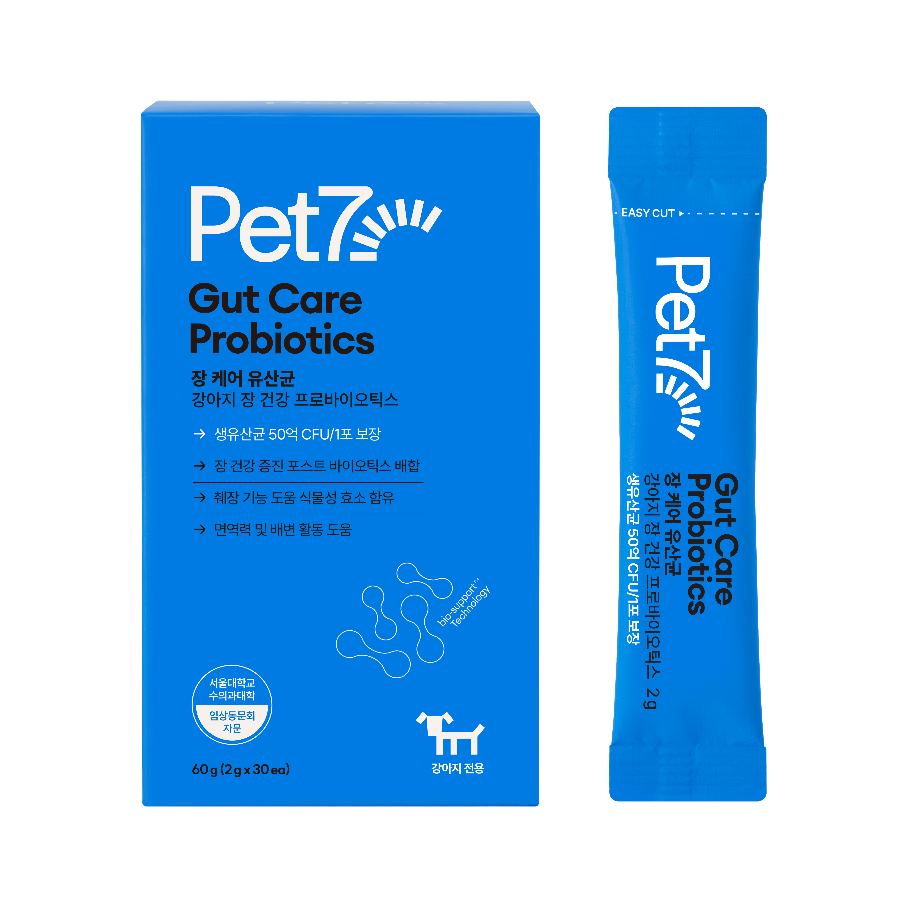 Pet7
Gut Care
Probiotics
장 케어 유산균
강아지 장 건강 프로바이오틱스
→ 생유산균 50억 CFU/1포 보장
→ 장 건강 증진 포스트 바이오틱스 배합
→ 췌장 기능 도움 식물성 효소 함유
→ 면역력 및 배변 활동 도움
bio-support™
Technology
서울대학교
수의과대학
임상동문회
자문
60g (2g x 30ea)
강아지 전용
EASY CUT ▸
Pet7
Gut Care
Probiotics
장 케어 유산균
강아지 장 건강 프로바이오틱스 2g
생유산균 50억 CFU/1포 보장